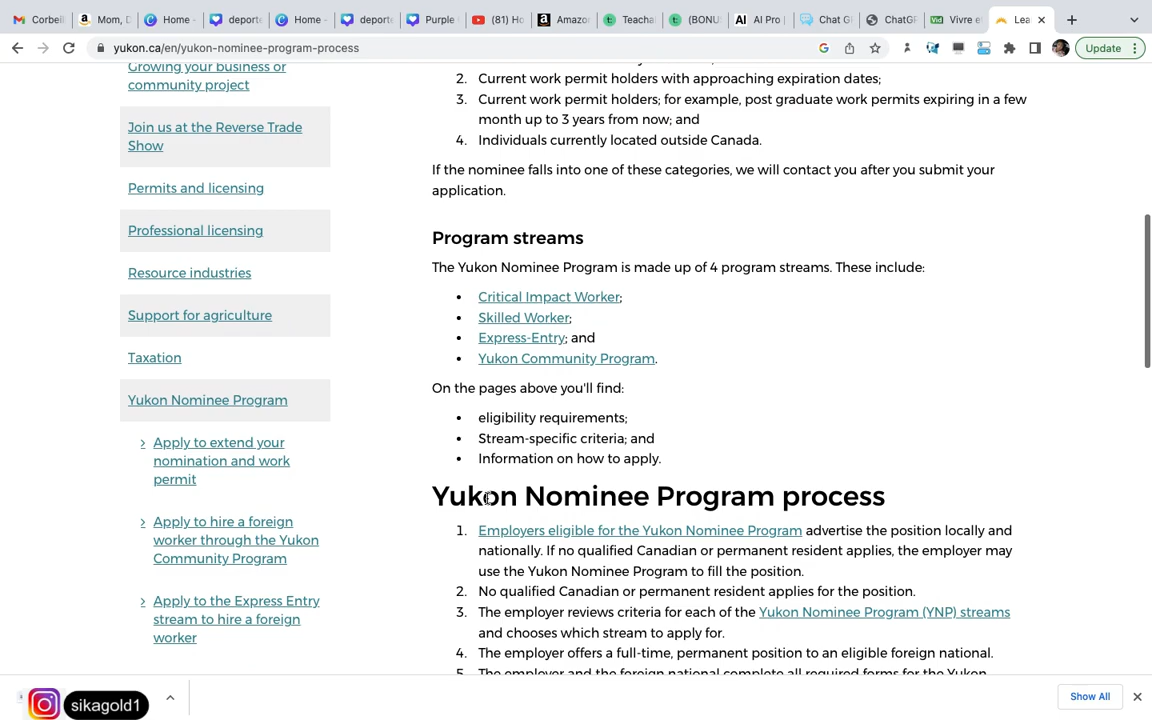 Corbeil
Mom, D
Home -
deporte
Home -
deporte
Purple
(81) Ho
Amazo
Teacha
(BONU
AI Pro |
Chat G
ChatGF
Vivre e
Lea
yukon.ca/en/yukon-nominee-program-process
Update
Growing your business or
community project
Join us at the Reverse Trade
Show
Permits and licensing
Professional licensing
Resource industries
Support for agriculture
Taxation
Yukon Nominee Program
Apply to extend your
nomination and work
permit
Apply to hire a foreign
worker through the Yukon
Community Program
Apply to the Express Entry
stream to hire a foreign
worker
2. Current work permit holders with approaching expiration dates;
3. Current work permit holders; for example, post graduate work permits expiring in a few
month up to 3 years from now; and
4. Individuals currently located outside Canada.
If the nominee falls into one of these categories, we will contact you after you submit your
application.
Program streams
The Yukon Nominee Program is made up of 4 program streams. These include:
• Critical Impact Worker;
• Skilled Worker;
• Express-Entry; and
• Yukon Community Program.
On the pages above you'll find:
• eligibility requirements;
• Stream-specific criteria; and
• Information on how to apply.
Yukon Nominee Program process
1. Employers eligible for the Yukon Nominee Program advertise the position locally and
nationally. If no qualified Canadian or permanent resident applies, the employer may
use the Yukon Nominee Program to fill the position.
2. No qualified Canadian or permanent resident applies for the position.
3. The employer reviews criteria for each of the Yukon Nominee Program (YNP) streams
and chooses which stream to apply for.
4. The employer offers a full-time, permanent position to an eligible foreign national.
5. The employer and the foreign national complete all required forms for the Yukon
sikagold1
Show All